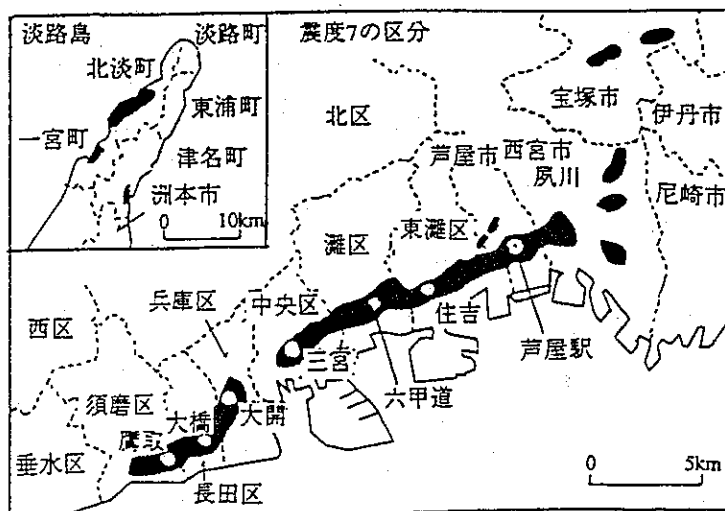 淡路島
淡路町
北淡町
東浦町
一宮町
津名町
洲本市
0 10km
震度7の区分
宝塚市
伊丹市
北区
芦屋市
西宮市
夙川
尼崎市
東灘区
灘区
兵庫区
中央区
住吉
西区
三宮
芦屋駅
六甲道
須磨区
大橋
大開
鷹取
垂水区
長田区
0 5km